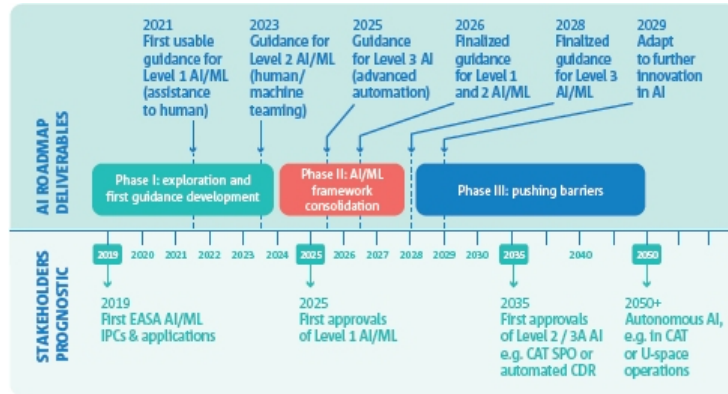 2021
First usable
guidance for
Level 1 AI/ML
(assistance
to human)
2023
Guidance for
Level 2 AI/ML
(human/
machine
teaming)
2025
Guidance
for Level 3 AI
(advanced
automation)
2026
Finalized
guidance
for Level 1
and 2 AI/ML
2028
Finalized
guidance
for Level 3
AI/ML
2029
Adapt
to further
innovation
in AI
AI ROADMAP
DELIVERABLES
Phase I: exploration and
first guidance development
Phase II: AI/ML
framework
consolidation
Phase III: pushing barriers
2019 2020 2021 2022 2023 2024 2025 2026 2027 2028 2029 2030 2035 2040 2050
STAKEHOLDERS
PROGNOSTIC
2019
First EASA AI/ML
IPCs & applications
2025
First approvals
of Level 1 AI/ML
2035
First approvals
of Level 2 / 3A AI
e.g. CAT SPO or
automated CDR
2050+
Autonomous AI,
e.g. in CAT
or U-space
operations